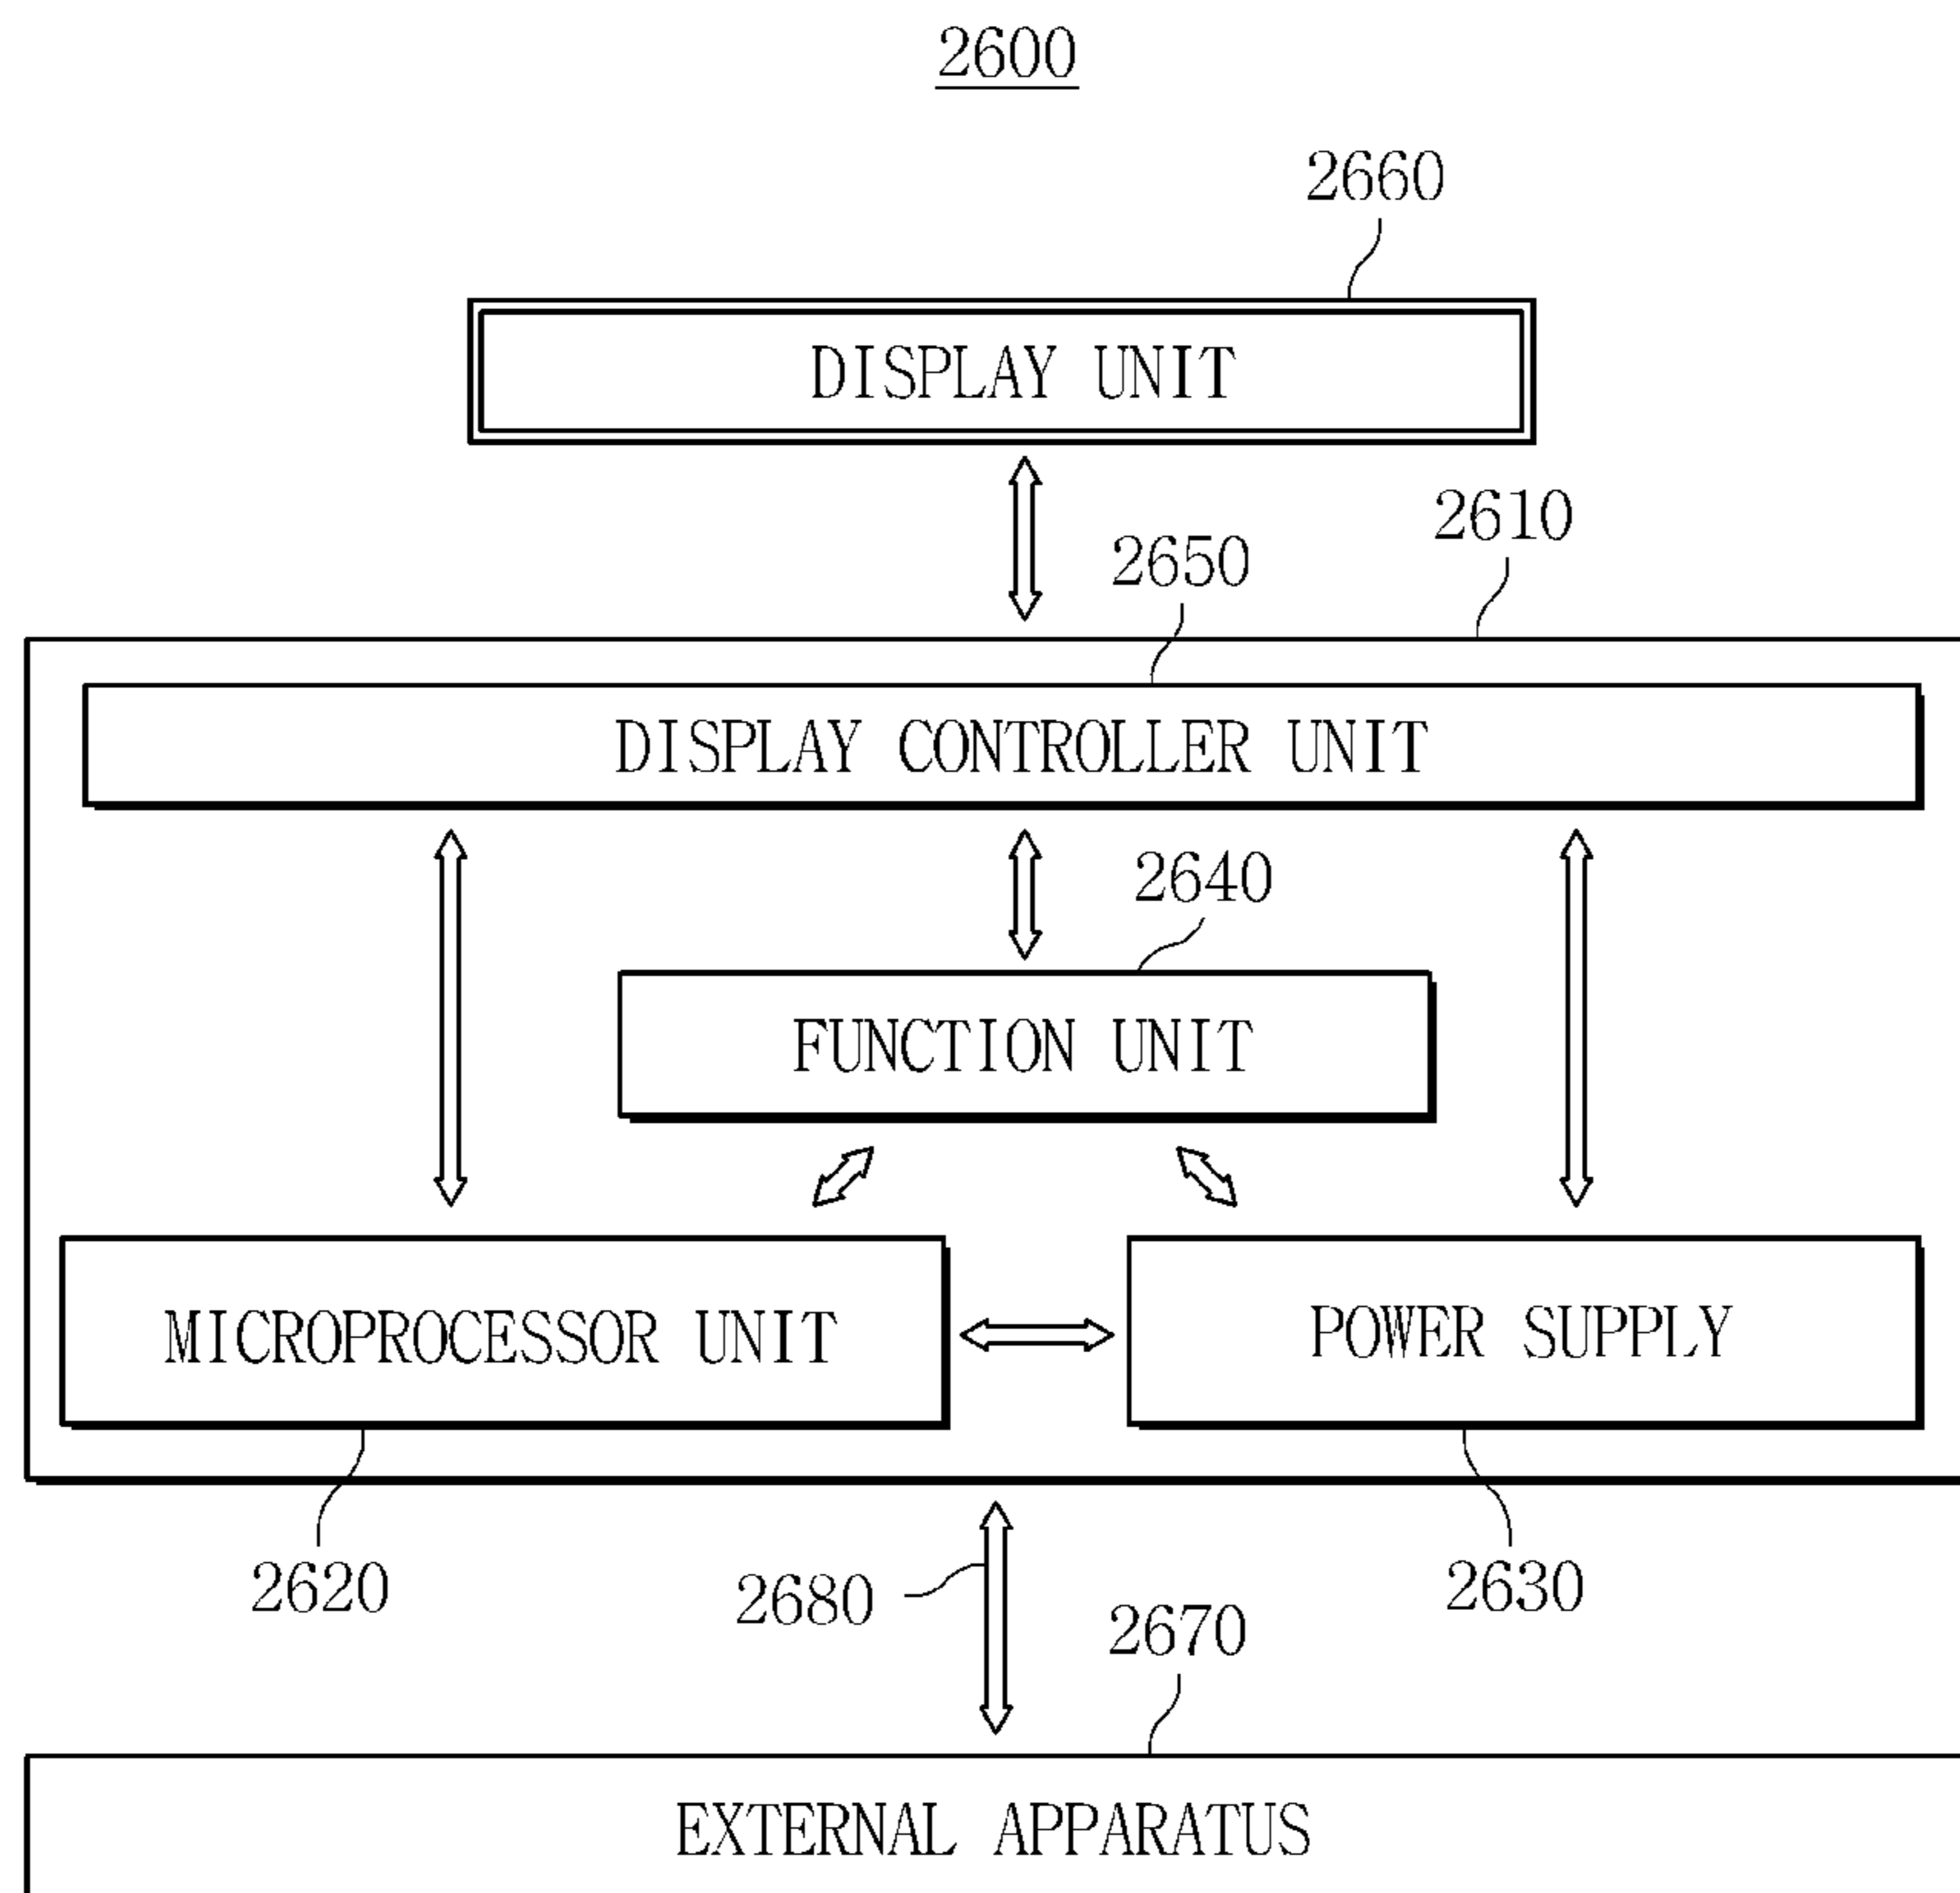 2600
2660
DISPLAY UNIT
2610
2650
DISPLAY CONTROLLER UNIT
2640
FUNCTION UNIT
MICROPROCESSOR UNIT
POWER SUPPLY
2620
2680
2630
2670
EXTERNAL APPARATUS